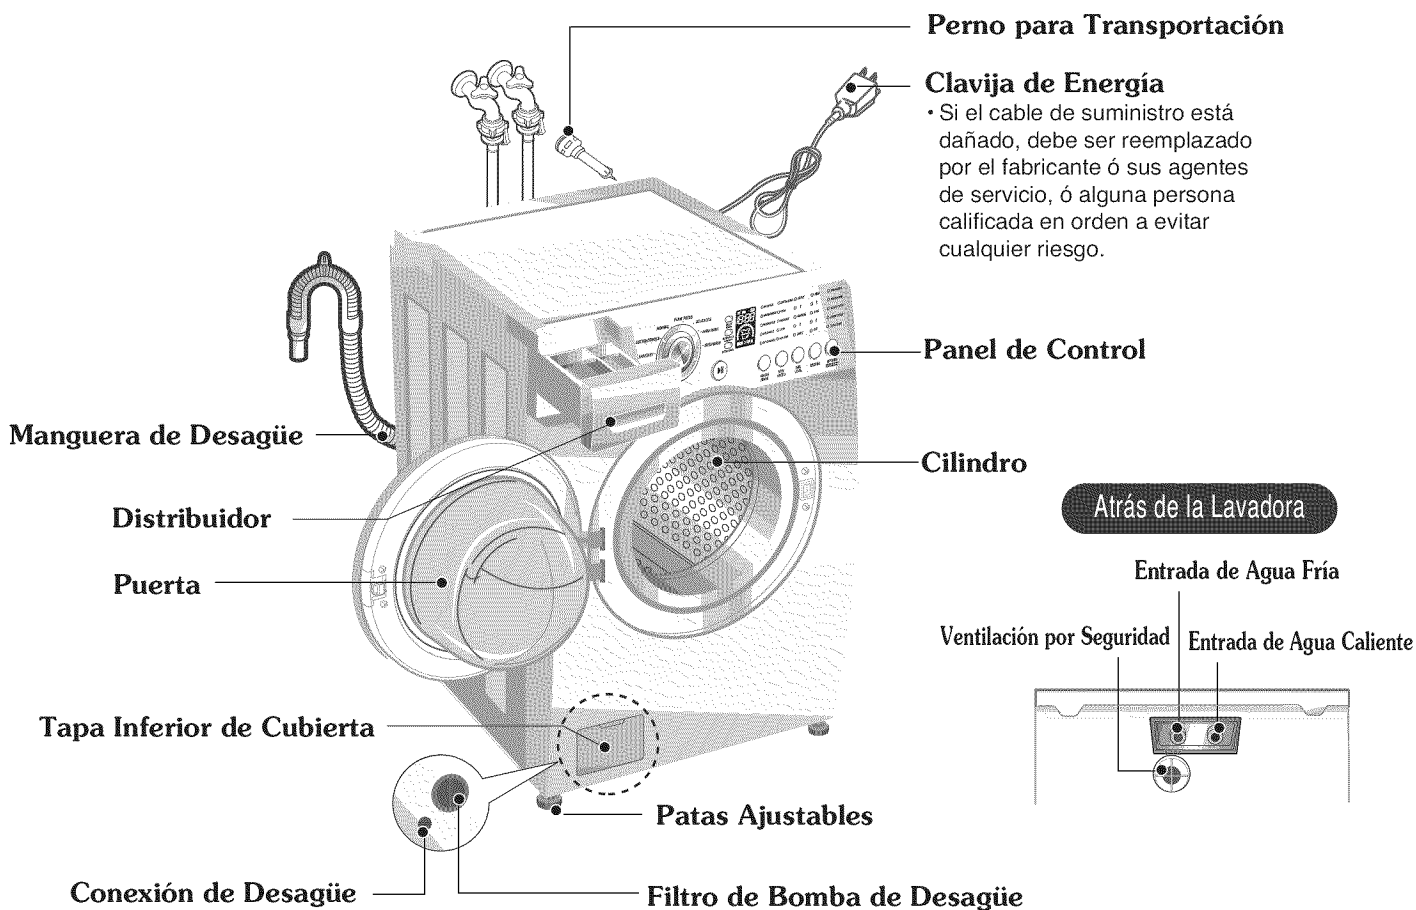 Perno para Transportación
Clavija de Energía
· Si el cable de suministro está
dañado, debe ser reemplazado
por el fabricante ó sus agentes
de servicio, ó alguna persona
calificada en orden a evitar
cualquier riesgo.
Panel de Control
Manguera de Desagüe
Cilindro
Distribuidor
Puerta
Atrás de la Lavadora
Entrada de Agua Fría
Ventilación por Seguridad
Entrada de Agua Caliente
Tapa Inferior de Cubierta
Patas Ajustables
Conexión de Desagüe
Filtro de Bomba de Desagüe